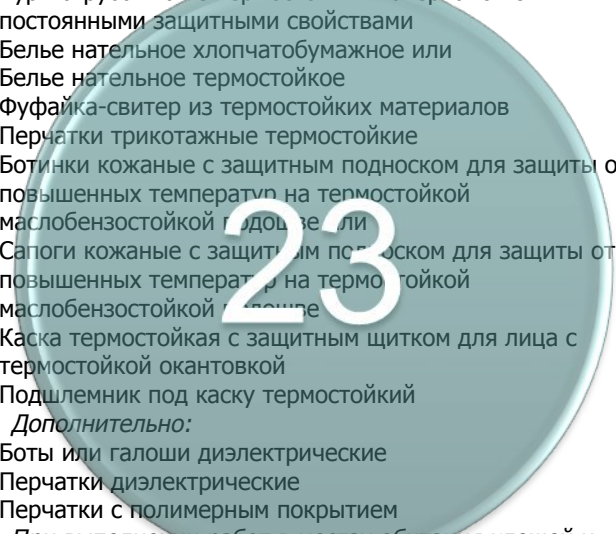 постоянными защитными свойствами
Белье нательное хлопчатобумажное или
Белье нательное термостойкое
Фуфайка-свитер из термостойких материалов
Перчатки трикотажные термостойкие
Ботинки кожаные с защитным подноском для защиты о
повышенных температур на термостойкой
маслобензостойкой подошве или
Сапоги кожаные с защитным подноском для защиты от
повышенных температур на термостойкой
маслобензостойкой подошве
23
Каска термостойкая с защитным щитком для лица с
термостойкой окантовкой
Подшлемник под каску термостойкий
Дополнительно:
Боты или галоши диэлектрические
Перчатки диэлектрические
Перчатки с полимерным покрытием